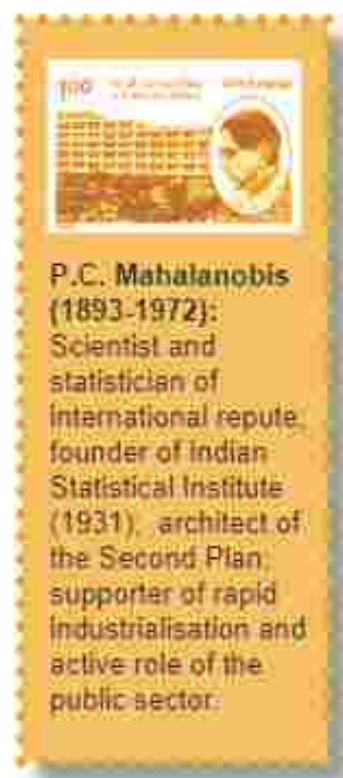 100
P.C. Mahalanobis
(1893-1972):
Scientist and
statistician of
international repute,
founder of Indian
Statistical Institute
(1931), architect of
the Second Plan;
supporter of rapid
industrialisation and
active role of the
public sector.